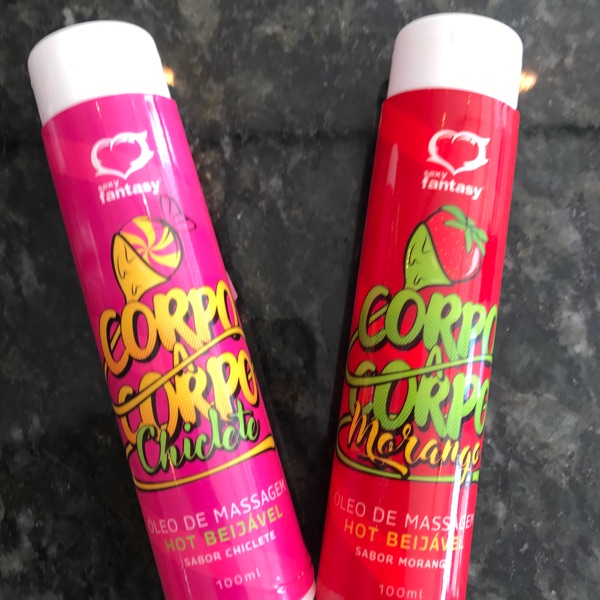 sexy
fantasy
CORPO
A
CORPO
Chiclete
ÓLEO DE MASSAGEM
HOT BEIJÁVEL
SABOR CHICLETE
100ml
sexy
fantasy
CORPO
A
CORPO
Morango
ÓLEO DE MASSAGEM
HOT BEIJÁVEL
SABOR MORANGO
100ml